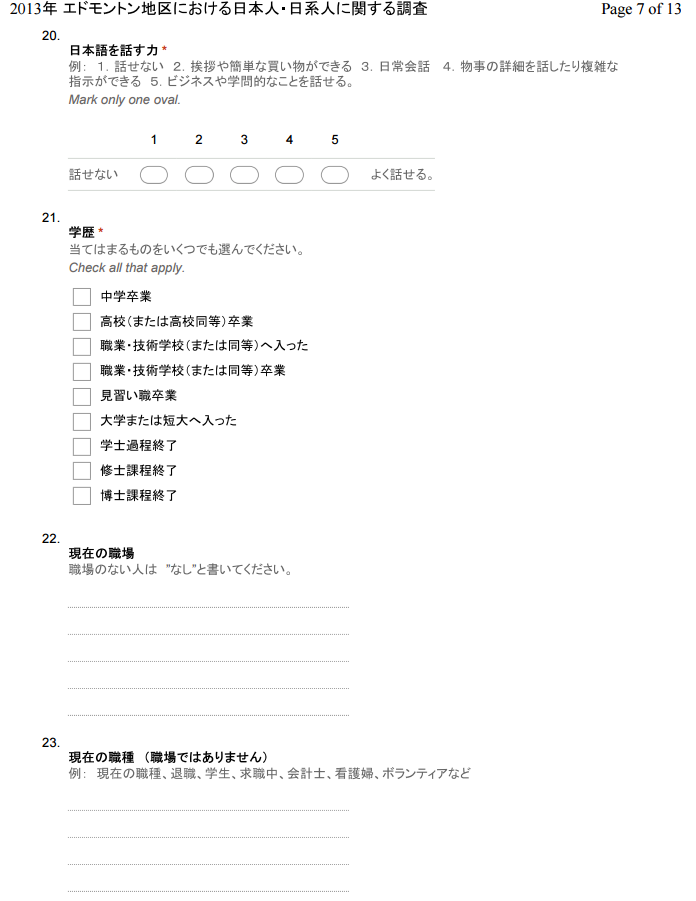 2013年 エドモントン地区における日本人・日系人に関する調査
Page 7 of 13
20.
日本語を話す力 *
例: 1. 話せない 2. 挨拶や簡単な買い物ができる 3. 日常会話 4. 物事の詳細を話したり複雑な
指示ができる 5. ビジネスや学問的なことを話せる。
Mark only one oval.
1 2 3 4 5
話せない よく話せる。
21.
学歴 *
当てはまるものをいくつでも選んでください。
Check all that apply.
中学卒業
高校（または高校同等）卒業
職業・技術学校（または同等）へ入った
職業・技術学校（または同等）卒業
見習い職卒業
大学または短大へ入った
学士過程終了
修士課程終了
博士課程終了
22.
現在の職場
職場のない人は "なし"と書いてください。
23.
現在の職種 （職場ではありません）
例: 現在の職種、退職、学生、求職中、会計士、看護婦、ボランティアなど